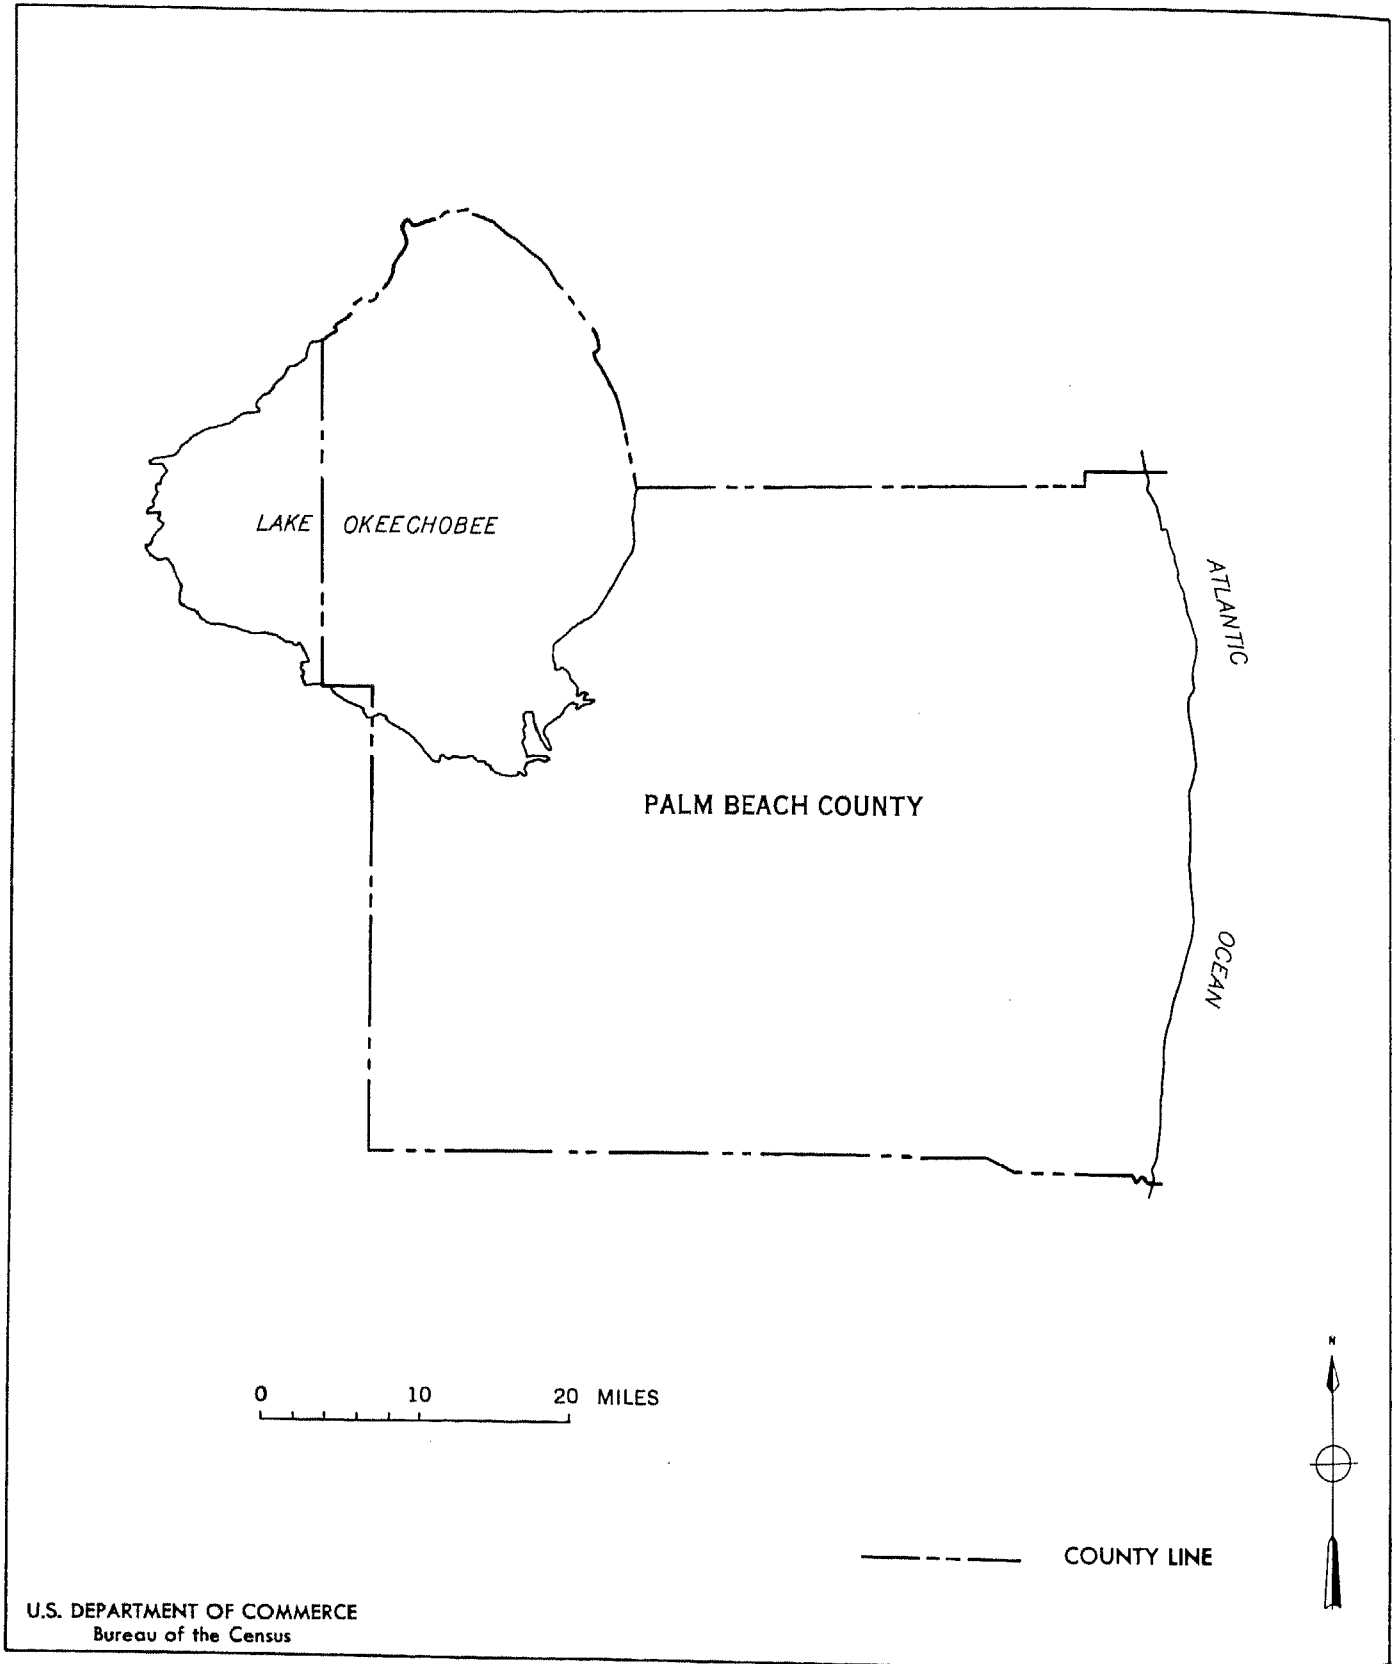 LAKE OKEECHOBEE
ATLANTIC
PALM BEACH COUNTY
OCEAN
N
0 10 20 MILES
COUNTY LINE
U.S. DEPARTMENT OF COMMERCE
Bureau of the Census